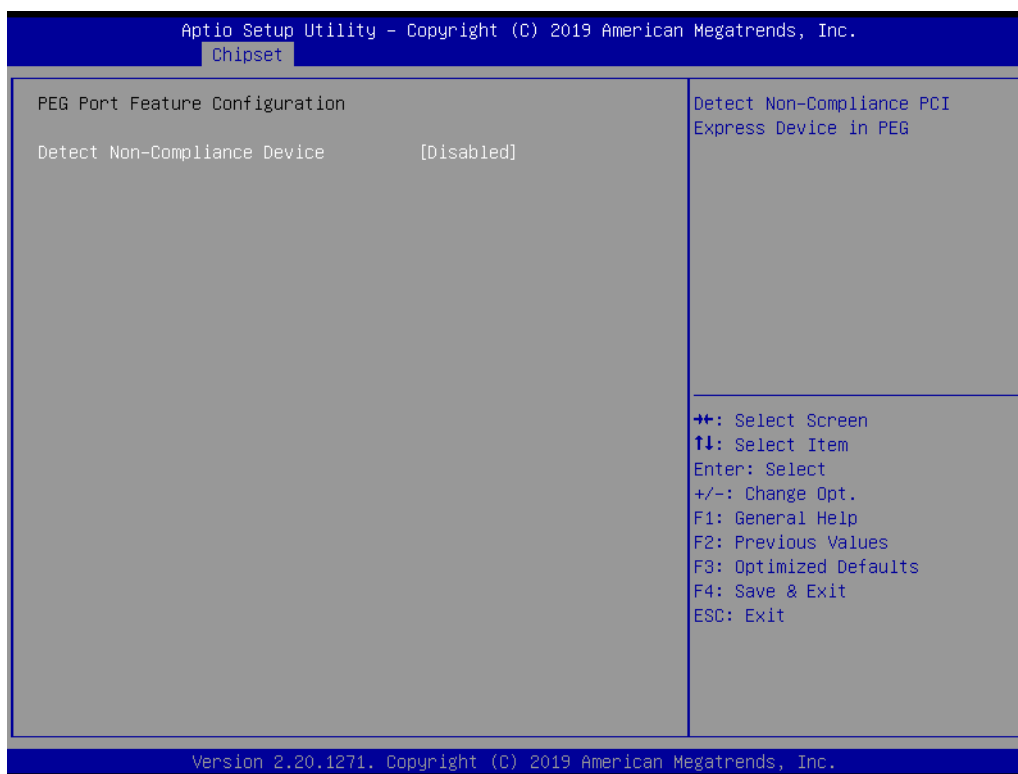 Aptio Setup Utility – Copyright (C) 2019 American Megatrends, Inc.
Chipset
PEG Port Feature Configuration
Detect Non-Compliance Device [Disabled]
Detect Non-Compliance PCI
Express Device in PEG
→←: Select Screen
↑↓: Select Item
Enter: Select
+/-: Change Opt.
F1: General Help
F2: Previous Values
F3: Optimized Defaults
F4: Save & Exit
ESC: Exit
Version 2.20.1271. Copyright (C) 2019 American Megatrends, Inc.